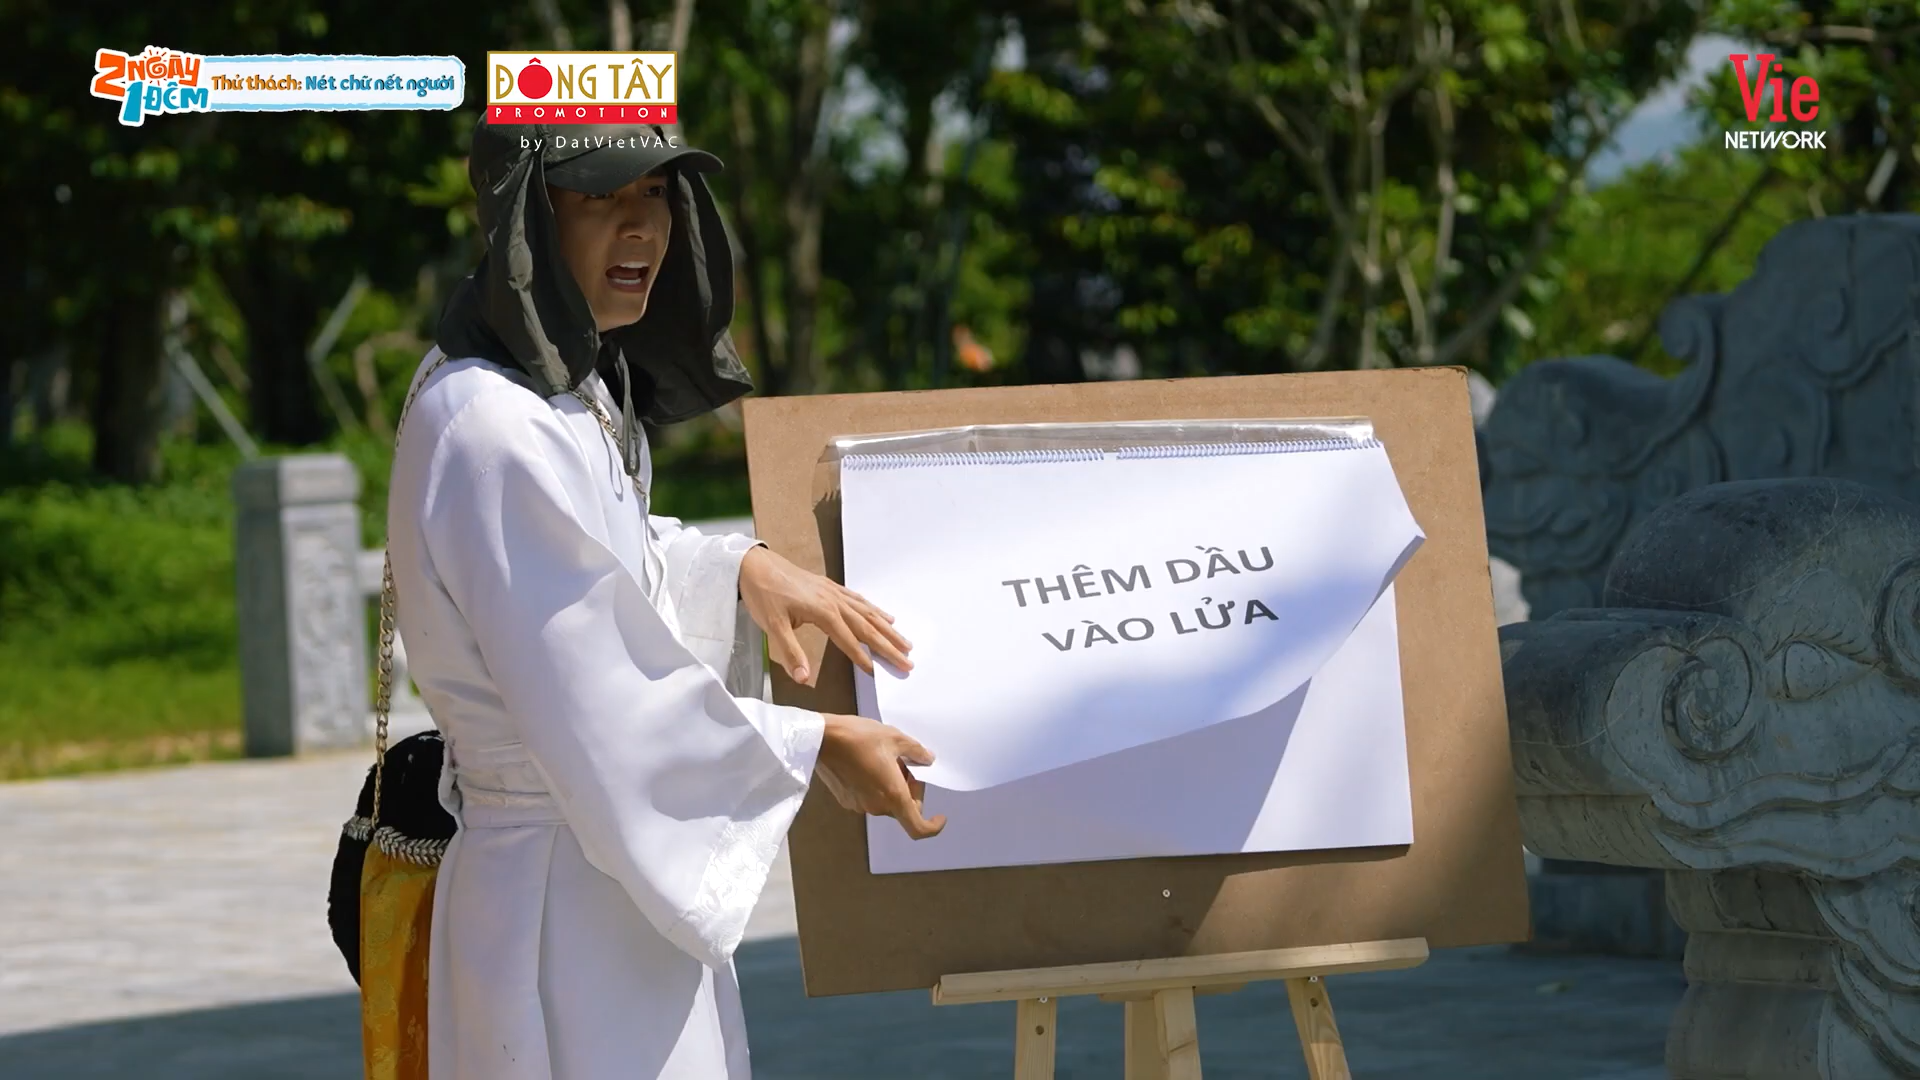 2 NGÀY
1 ĐÊM
Thử thách: Nét chữ nết người
ĐÔNG TÂY
PROMOTION
by DatVietVAC
Vie
NETWORK
THÊM DẦU
VÀO LỬA